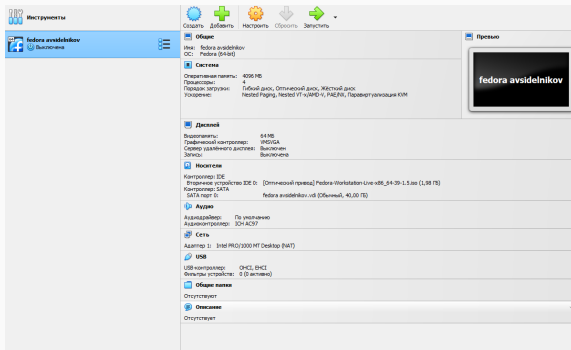 Инструменты
Создать Добавить Настроить Сбросить Запустить
fedora avsidelnikov
Выключена
Общие
Имя: fedora avsidelnikov
ОС: Fedora (64-bit)
Превью
fedora avsidelnikov
Система
Оперативная память: 4096 МБ
Процессоры: 4
Порядок загрузки: Гибкий диск, Оптический диск, Жёсткий диск
Ускорение: Nested Paging, Nested VT-x/AMD-V, PAE/NX, Паравиртуализация KVM
Дисплей
Видеопамять: 64 МБ
Графический контроллер: VMSVGA
Сервер удалённого дисплея: Выключен
Запись: Выключена
Носители
Контроллер: IDE
Вторичное устройство IDE 0: [Оптический привод] Fedora-Workstation-Live-x86_64-39-1.5.iso (1,98 ГБ)
Контроллер: SATA
SATA порт 0: fedora avsidelnikov.vdi (Обычный, 40,00 ГБ)
Аудио
Аудиодрайвер: По умолчанию
Аудиоконтроллер: ICH AC97
Сеть
Адаптер 1: Intel PRO/1000 MT Desktop (NAT)
USB
USB-контроллер: OHCI, EHCI
Фильтры устройств: 0 (0 активно)
Общие папки
Отсутствуют
Описание
Отсутствует